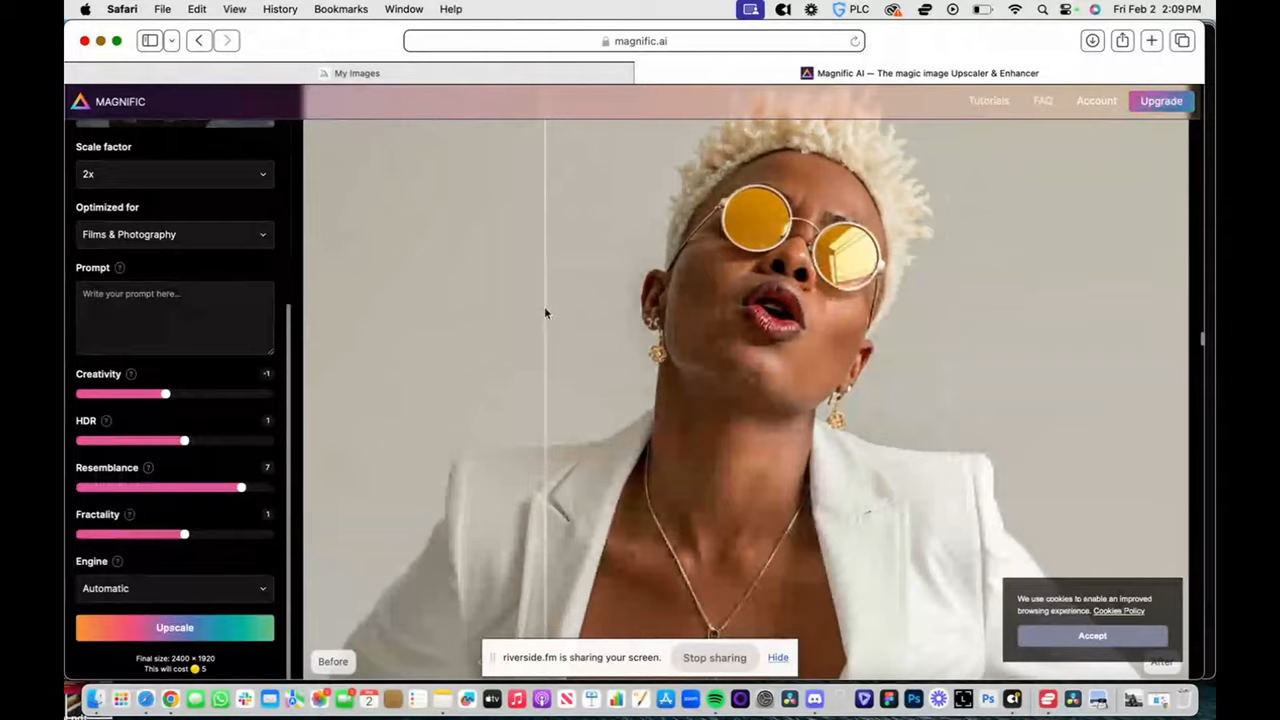 Safari File Edit View History Bookmarks Window Help PLC Fri Feb 2 2:09 PM
magnific.ai
My Images Magnific AI — The magic image Upscaler & Enhancer
MAGNIFIC Tutorials FAQ Account Upgrade
Scale factor
2x
Optimized for
Films & Photography
Prompt ?
Write your prompt here...
Creativity ? -1
HDR ? 1
Resemblance ? 7
Fractality ? 1
Engine ?
Automatic
Upscale
Final size: 2400 × 1920
This will cost 5
We use cookies to enable an improved
browsing experience. Cookies Policy
Accept
Before
After
riverside.fm is sharing your screen. Stop sharing Hide